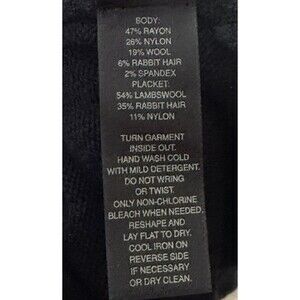 BODY:
47% RAYON
26% NYLON
19% WOOL
6% RABBIT HAIR
2% SPANDEX
PLACKET:
54% LAMBSWOOL
35% RABBIT HAIR
11% NYLON
TURN GARMENT
INSIDE OUT.
HAND WASH COLD
WITH MILD DETERGENT.
DO NOT WRING
OR TWIST.
ONLY NON-CHLORINE
BLEACH WHEN NEEDED.
RESHAPE AND
LAY FLAT TO DRY.
COOL IRON ON
REVERSE SIDE
IF NECESSARY
OR DRY CLEAN.